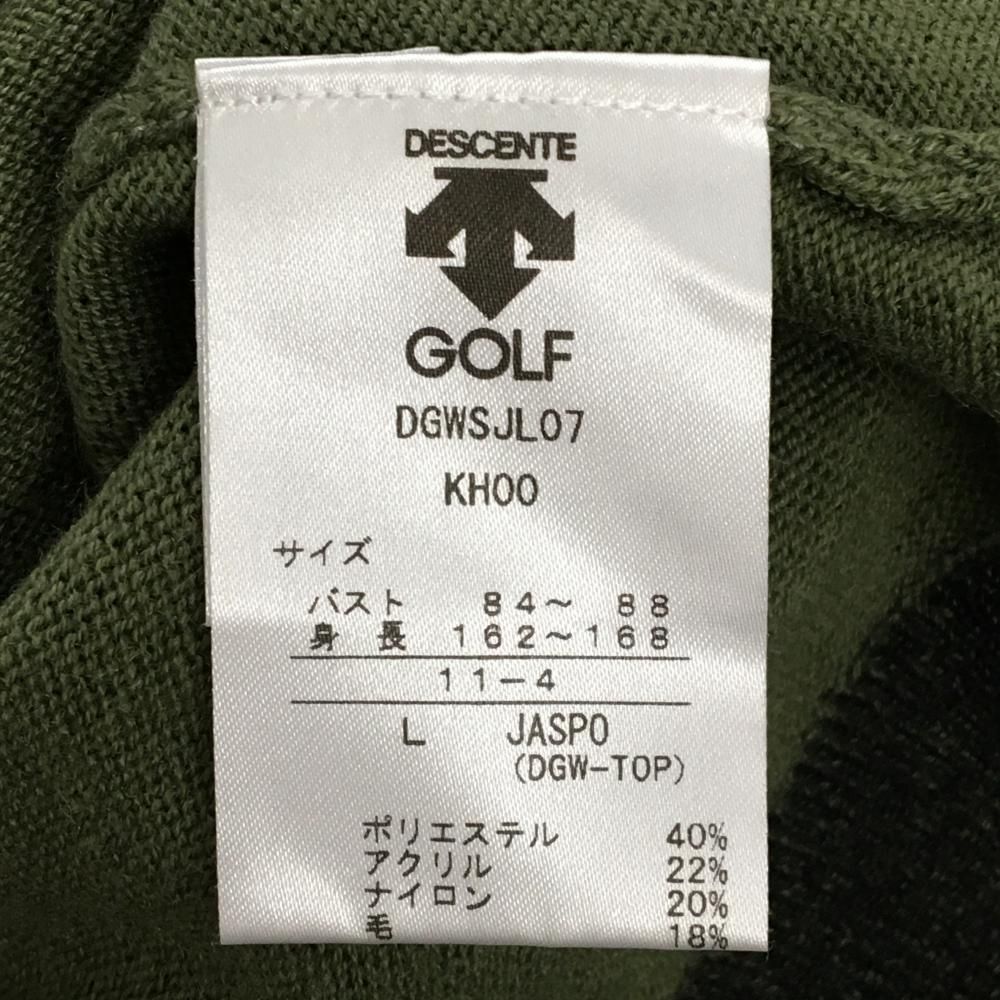 DESCENTE
GOLF
DGWSJL07
KH00
サイズ
バスト 84〜 88
身 長 162〜168
11−4
L JASPO
(DGW-TOP)
ポリエステル 40%
アクリル 22%
ナイロン 20%
毛 18%